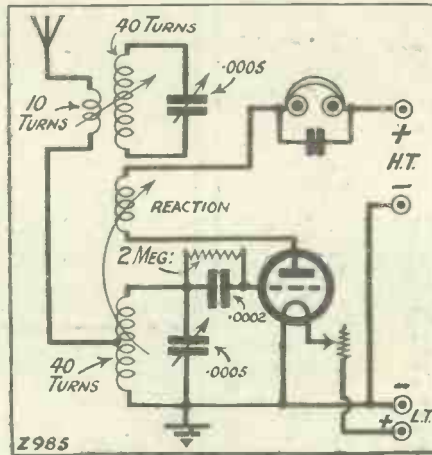 40 TURNS
.0005
10
TURNS
+
H.T.
-
REACTION
2 MEG:
.0002
.0005
40
TURNS
-
L.T.
+
Z985